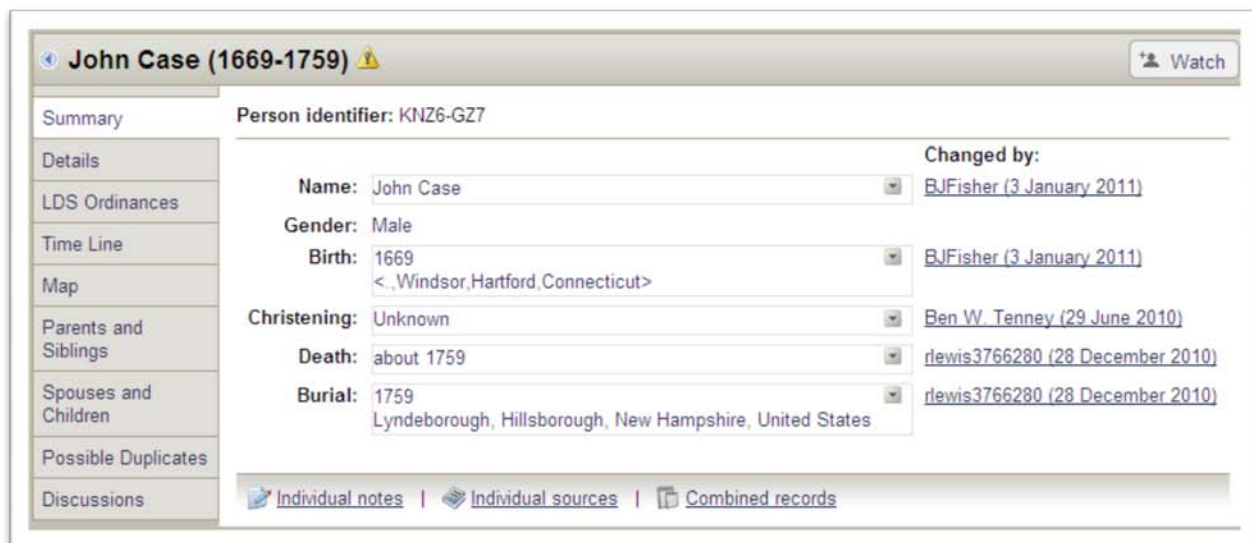 John Case (1669-1759)
Watch
Summary
Details
LDS Ordinances
Time Line
Map
Parents and
Siblings
Spouses and
Children
Possible Duplicates
Discussions
Person identifier: KNZ6-GZ7
Changed by:
Name: John Case BJFisher (3 January 2011)
Gender: Male
Birth: 1669 BJFisher (3 January 2011)
<.,Windsor,Hartford,Connecticut>
Christening: Unknown Ben W. Tenney (29 June 2010)
Death: about 1759 rlewis3766280 (28 December 2010)
Burial: 1759 rlewis3766280 (28 December 2010)
Lyndeborough, Hillsborough, New Hampshire, United States
Individual notes | Individual sources | Combined records